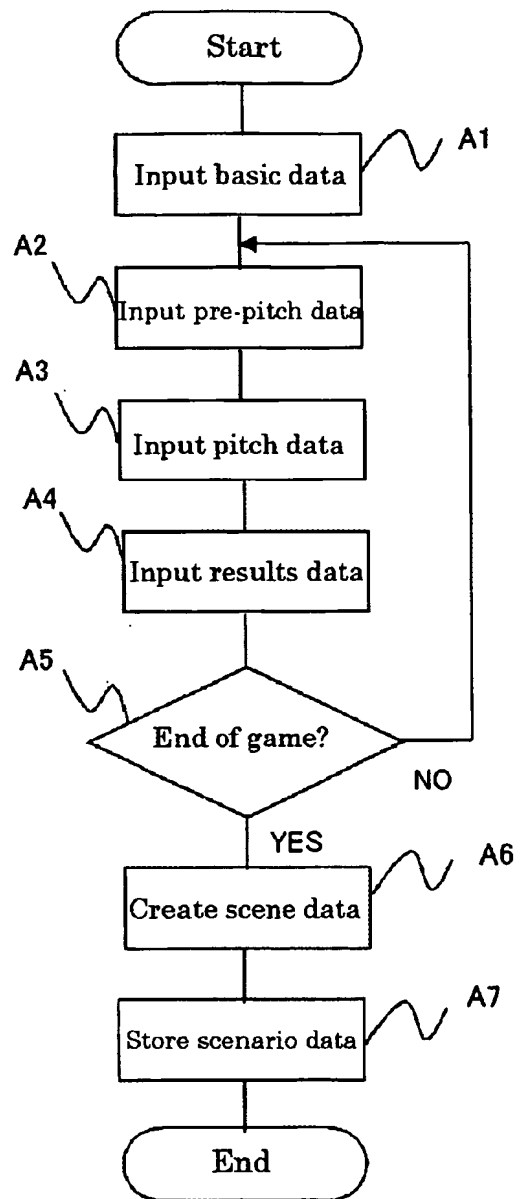 Start
A1
Input basic data
A2
Input pre-pitch data
A3
Input pitch data
A4
Input results data
A5
End of game?
NO
YES
A6
Create scene data
A7
Store scenario data
End